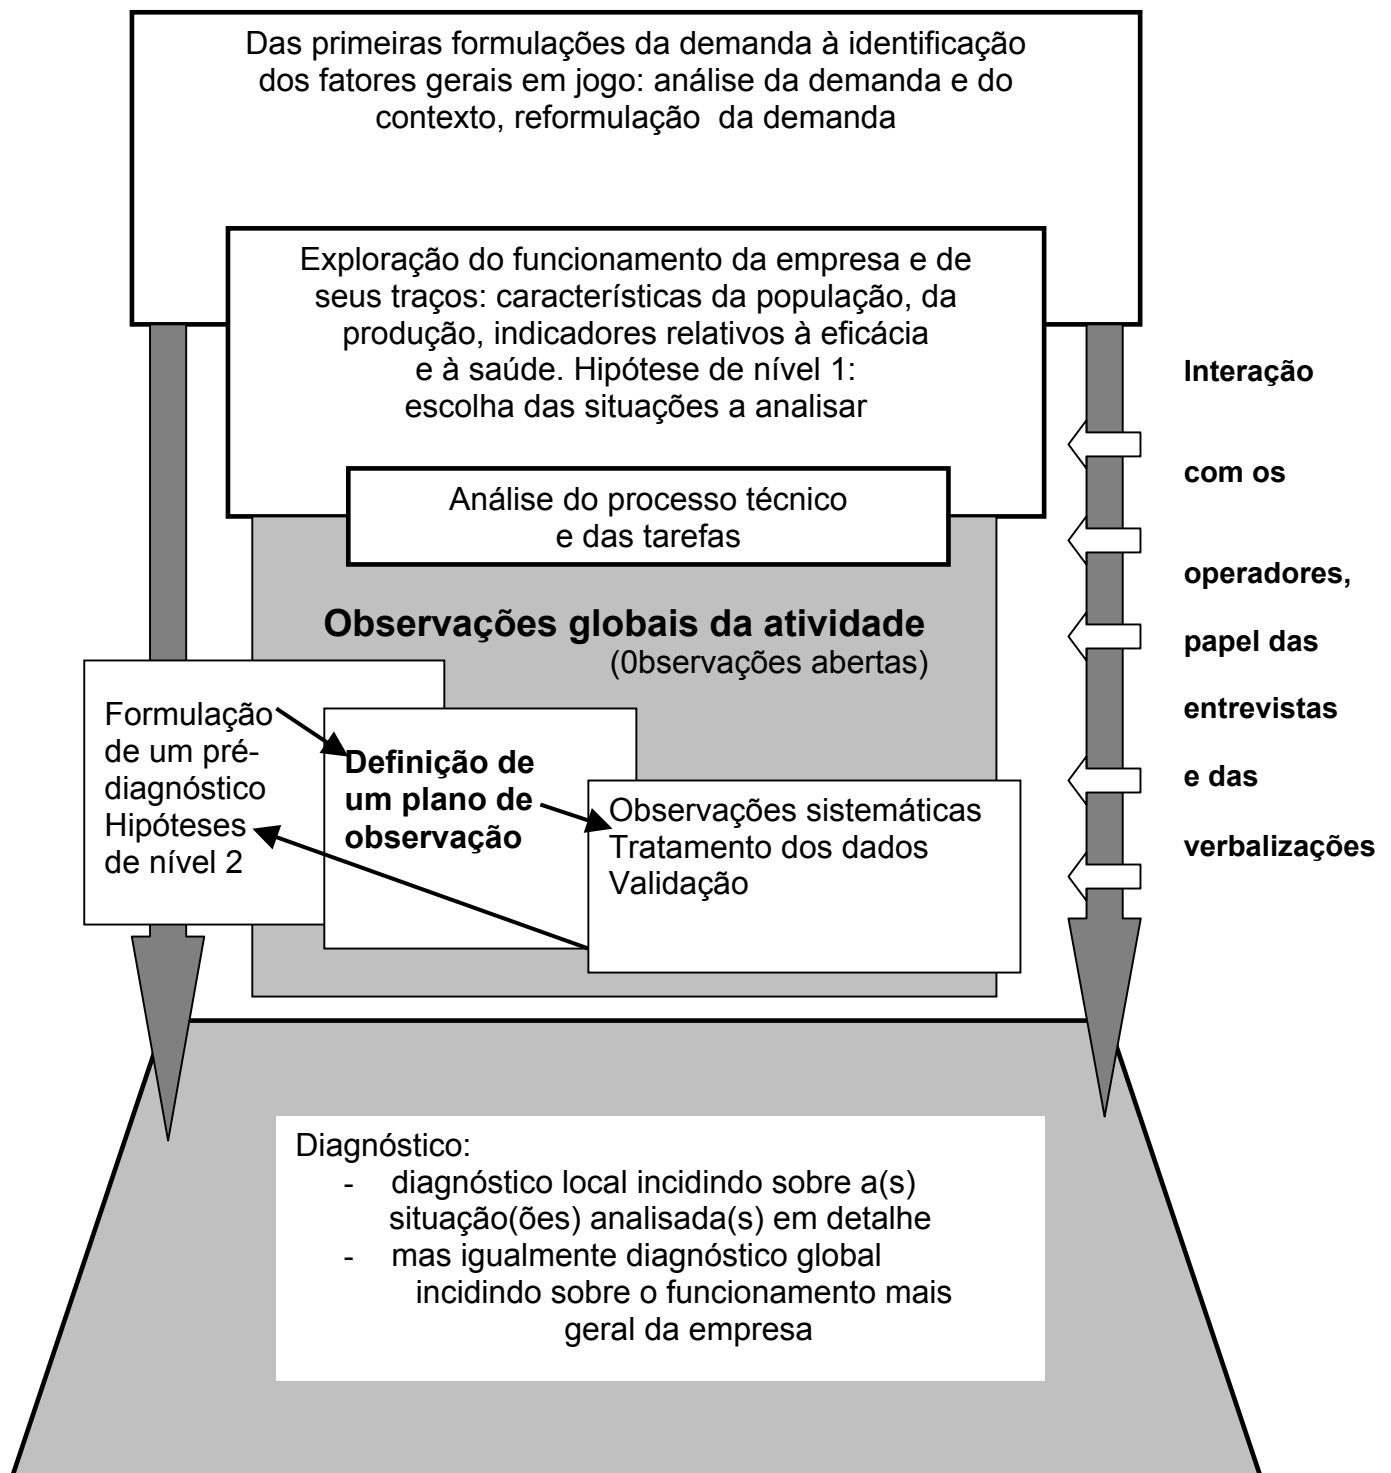 Das primeiras formulações da demanda à identificação
dos fatores gerais em jogo: análise da demanda e do
contexto, reformulação da demanda
Exploração do funcionamento da empresa e de
seus traços: características da população, da
produção, indicadores relativos à eficácia
e à saúde. Hipótese de nível 1:
escolha das situações a analisar
Análise do processo técnico
e das tarefas
Observações globais da atividade
(0bservações abertas)
Formulação
de um pré-
diagnóstico
Hipóteses
de nível 2
Definição de
um plano de
observação
Observações sistemáticas
Tratamento dos dados
Validação
Interação
com os
operadores,
papel das
entrevistas
e das
verbalizações
Diagnóstico:
- diagnóstico local incidindo sobre a(s)
situação(ões) analisada(s) em detalhe
- mas igualmente diagnóstico global
incidindo sobre o funcionamento mais
geral da empresa